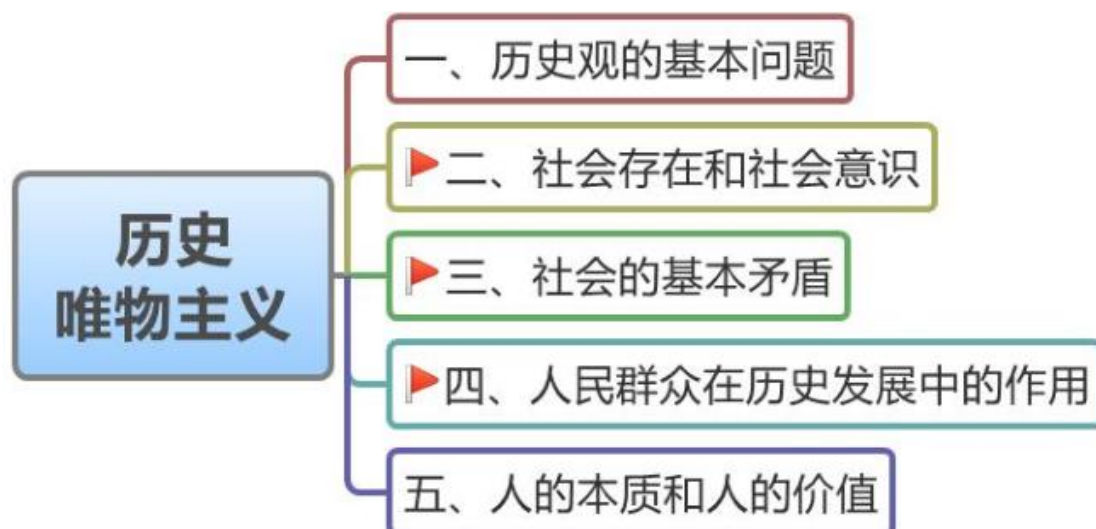 历史
唯物主义
一、历史观的基本问题
二、社会存在和社会意识
三、社会的基本矛盾
四、人民群众在历史发展中的作用
五、人的本质和人的价值